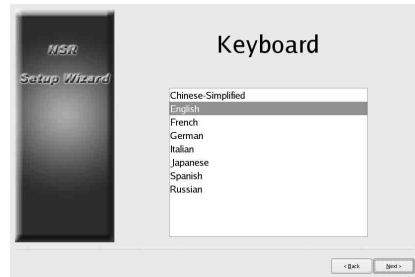 NSR
Setup Wizard
Keyboard
Chinese-Simplified
English
French
German
Italian
Japanese
Spanish
Russian
< Back
Next >